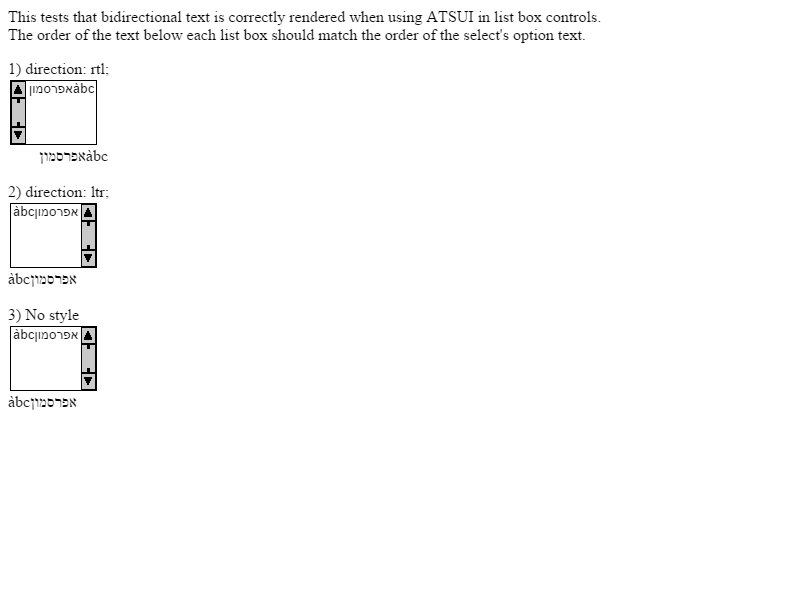 This tests that bidirectional text is correctly rendered when using ATSUI in list box controls.
The order of the text below each list box should match the order of the select's option text.
1) direction: rtl;
àbcאפרסמון
àbcאפרסמון
2) direction: ltr;
àbcאפרסמון
àbcאפרסמון
3) No style
àbcאפרסמון
àbcאפרסמון